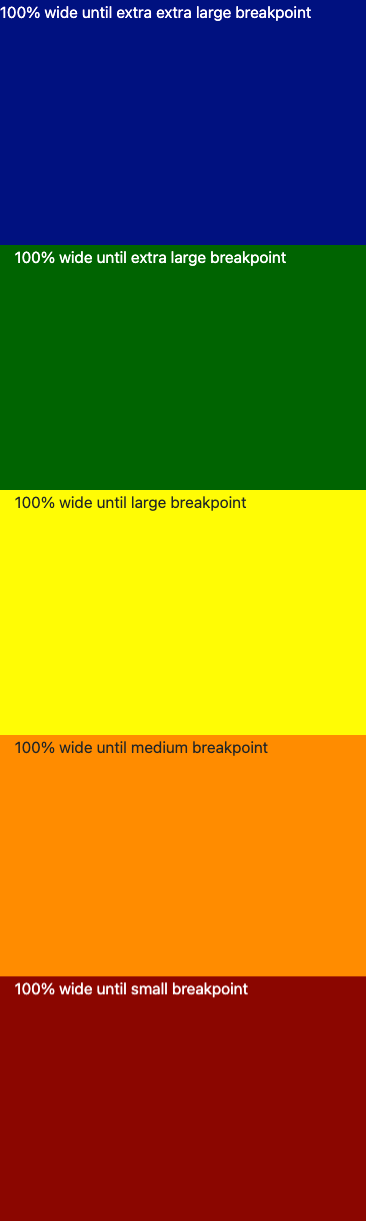 100% wide until extra extra large breakpoint
100% wide until extra large breakpoint
100% wide until large breakpoint
100% wide until medium breakpoint
100% wide until small breakpoint